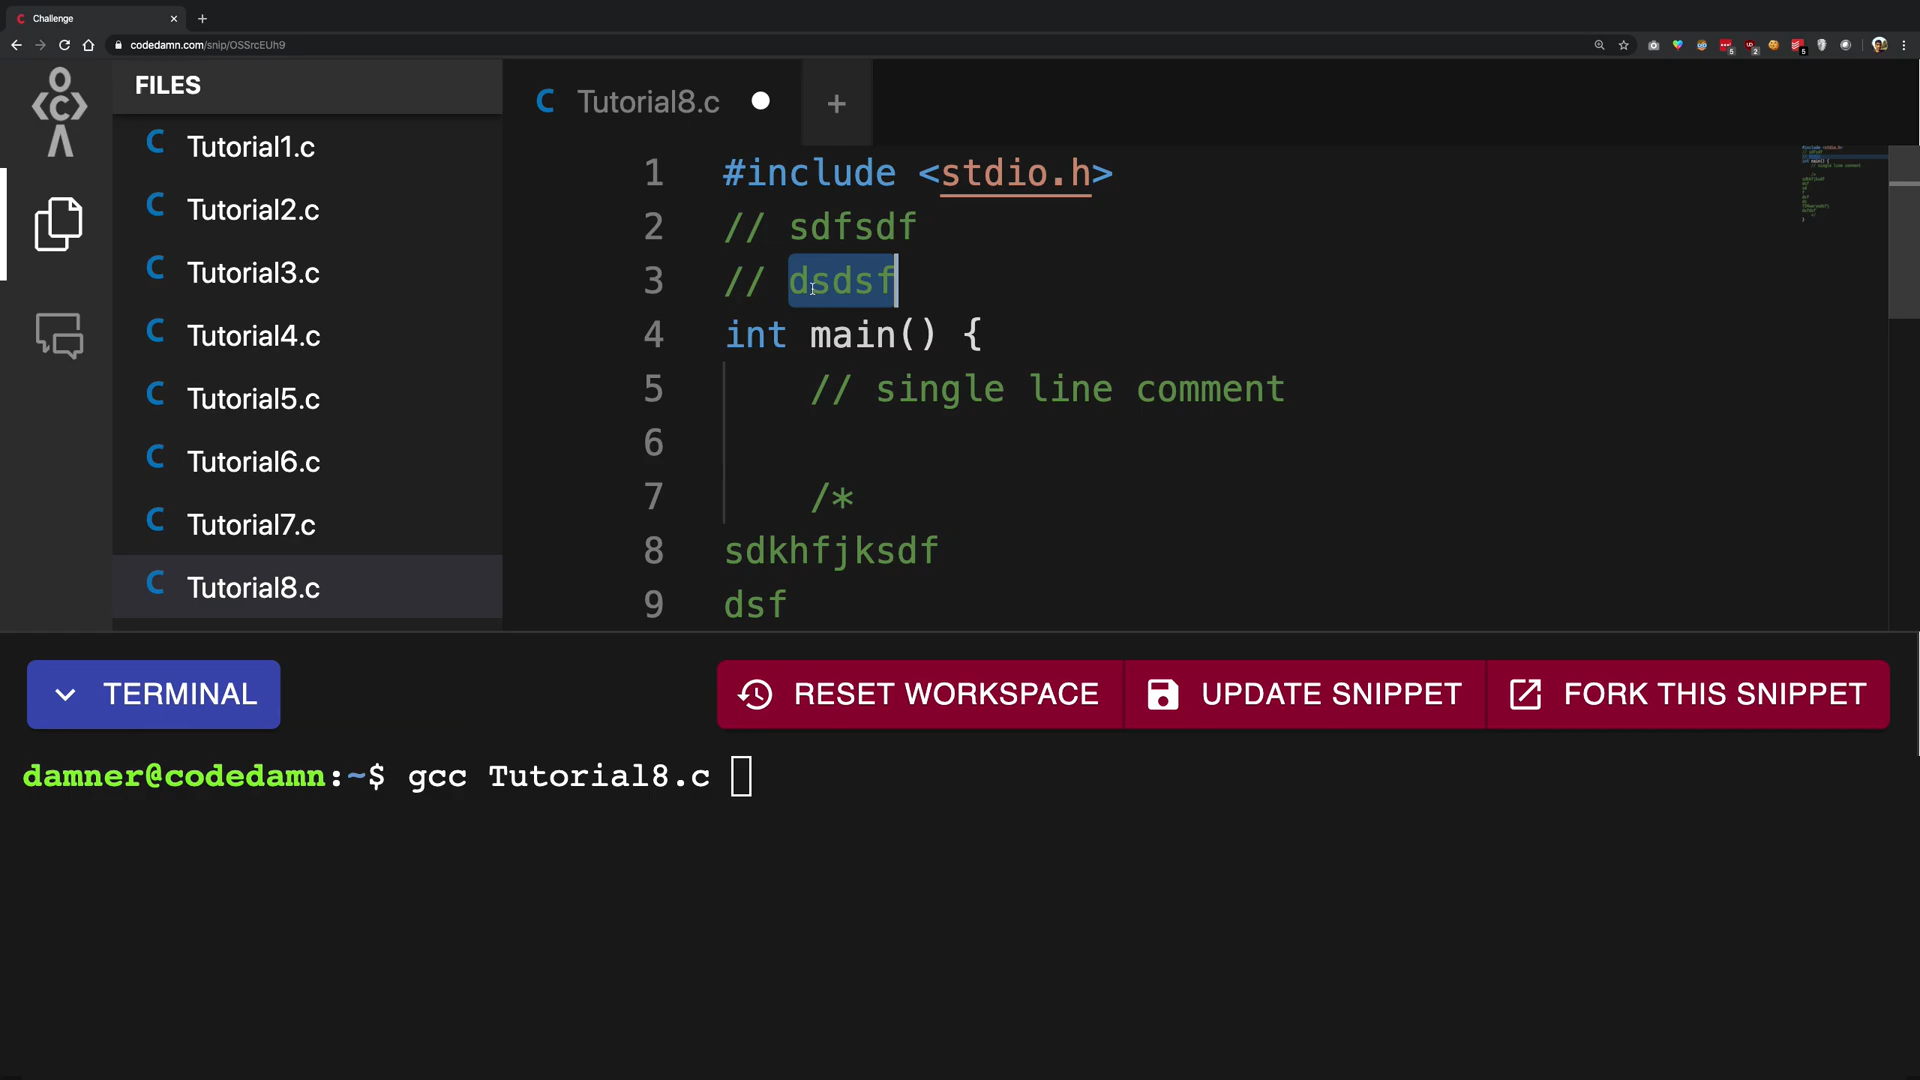 Challenge
codedamn.com/snip/OSSrcEUh9
FILES
Tutorial1.c
Tutorial2.c
Tutorial3.c
Tutorial4.c
Tutorial5.c
Tutorial6.c
Tutorial7.c
Tutorial8.c
Tutorial8.c
1 #include <stdio.h>
2 // sdfsdf
3 // dsdsf
4 int main() {
5 // single line comment
6
7 /*
8 sdkhfjksdf
9 dsf
TERMINAL
RESET WORKSPACE
UPDATE SNIPPET
FORK THIS SNIPPET
damner@codedamn:~$ gcc Tutorial8.c